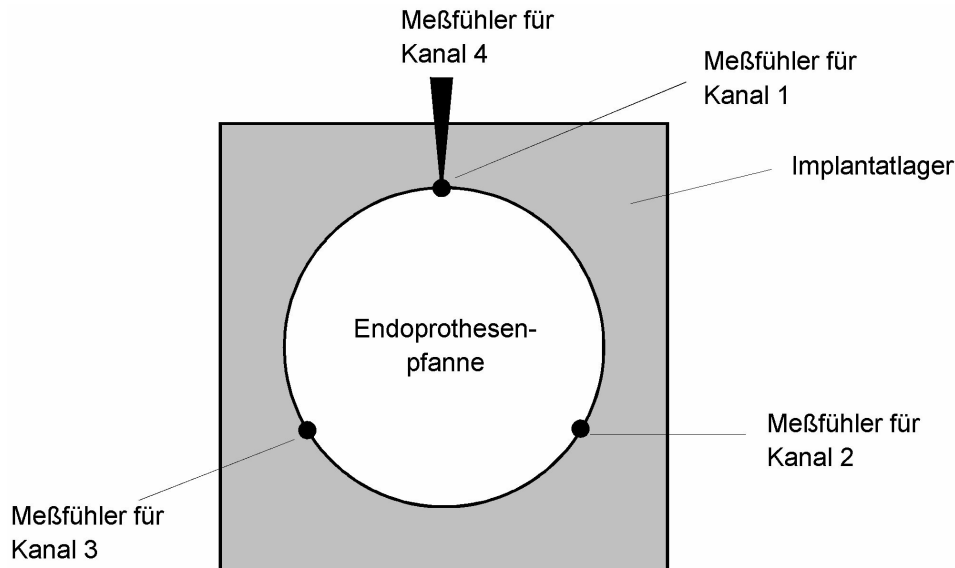 Meßfühler für
Kanal 4
Meßfühler für
Kanal 1
Implantatlager
Endoprothesen-
pfanne
Meßfühler für
Kanal 2
Meßfühler für
Kanal 3